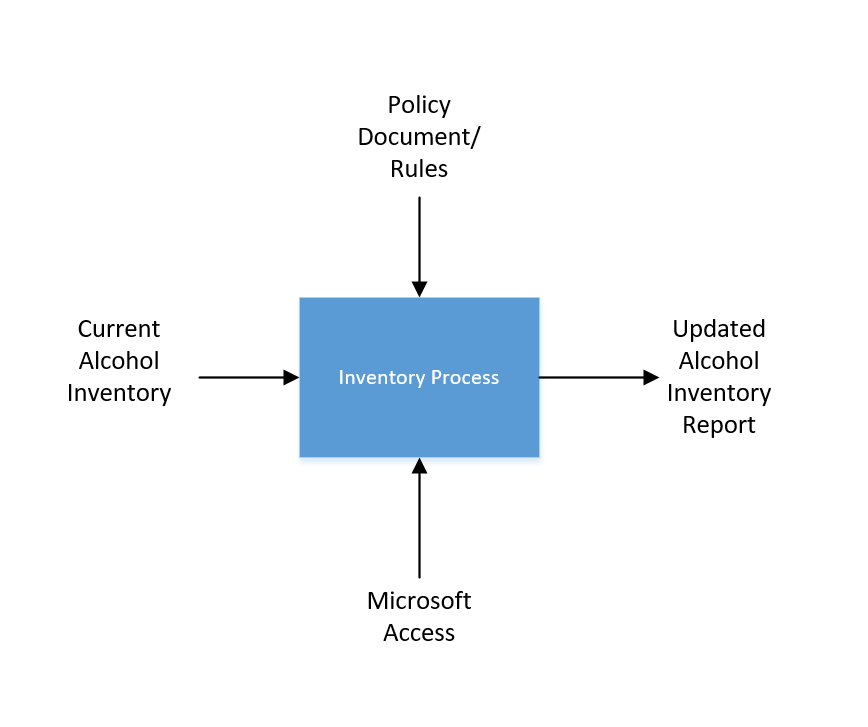 Policy
Document/
Rules
Current
Alcohol
Inventory
Inventory Process
Updated
Alcohol
Inventory
Report
Microsoft
Access